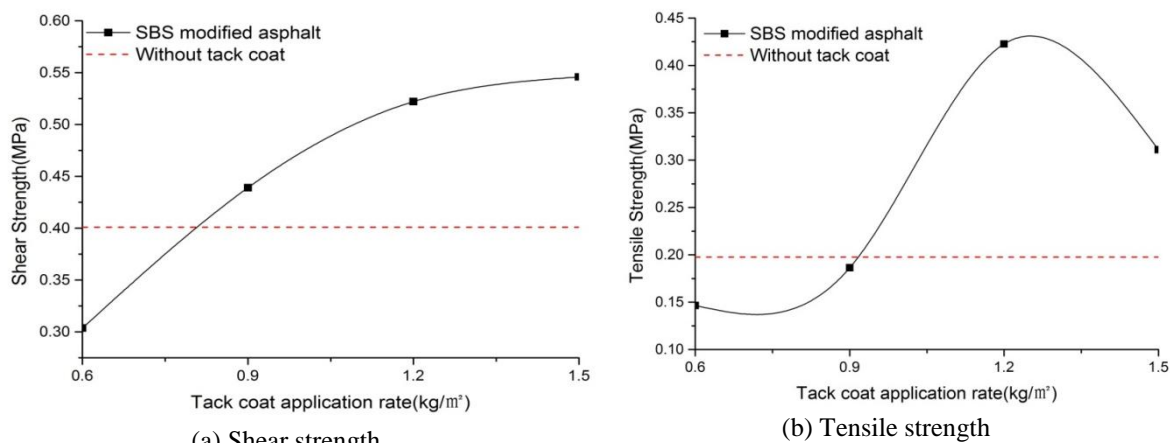 0.60
0.55
0.50
0.45
0.40
0.35
0.30
Shear Strength(MPa)
SBS modified asphalt
Without tack coat
0.6 0.9 1.2 1.5
Tack coat application rate(kg/m²)
(a) Shear strength
0.45
0.40
0.35
0.30
0.25
0.20
0.15
0.10
Tensile Strength(MPa)
SBS modified asphalt
Without tack coat
0.6 0.9 1.2 1.5
Tack coat application rate(kg/m²)
(b) Tensile strength